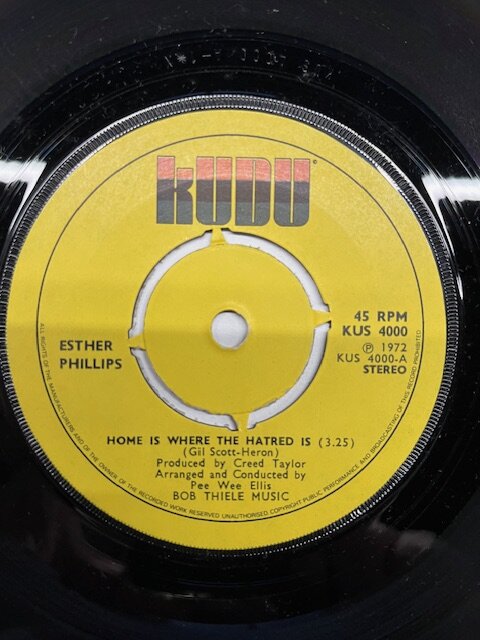 KUDU
45 RPM
KUS 4000
℗ 1972
KUS 4000-A
STEREO
ESTHER
PHILLIPS
HOME IS WHERE THE HATRED IS (3.25)
(Gil Scott-Heron)
Produced by Creed Taylor
Arranged and Conducted by
Pee Wee Ellis
BOB THIELE MUSIC
ALL RIGHTS OF THE MANUFACTURERS AND OF THE OWNER OF THE RECORDED WORK RESERVED UNAUTHORISED COPYING PUBLIC PERFORMANCE AND BROADCASTING OF THIS RECORD PROHIBITED